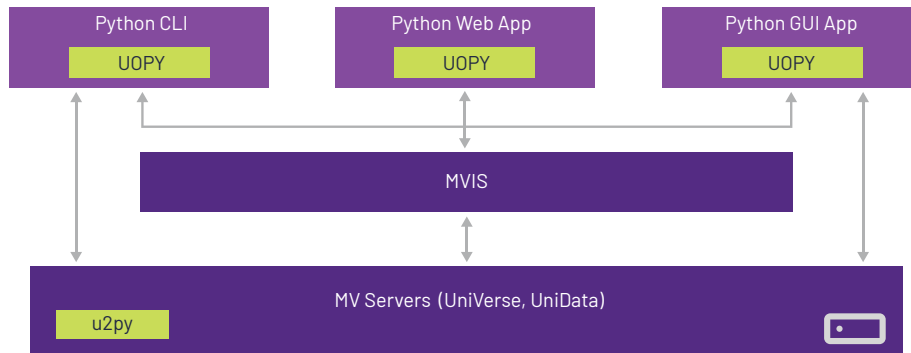 Python CLI
UOPY
Python Web App
UOPY
Python GUI App
UOPY
MVIS
MV Servers (UniVerse, UniData)
u2py